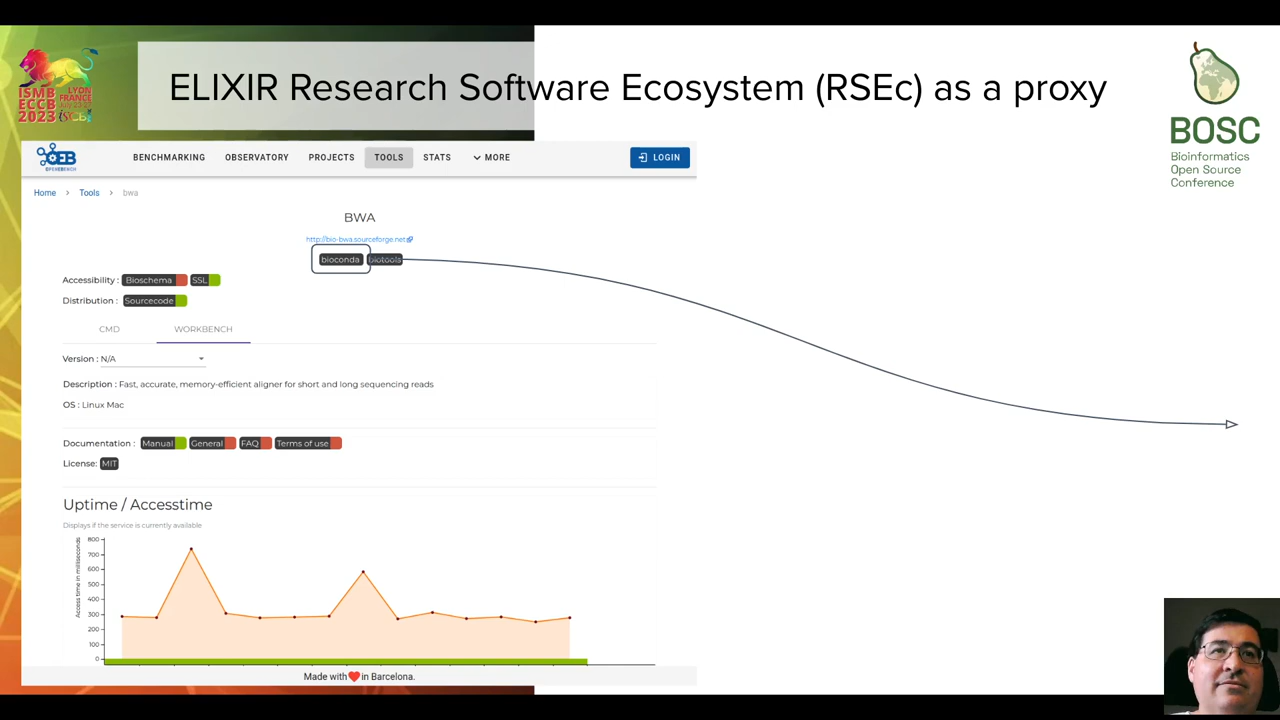 ELIXIR Research Software Ecosystem (RSEc) as a proxy
ISMB
ECCB
2023
LYON
FRANCE
BOSC
Bioinformatics
Open Source
Conference
OEB
OPENEBENCH
BENCHMARKING OBSERVATORY PROJECTS TOOLS STATS MORE LOGIN
Home > Tools > bwa
BWA
http://bio-bwa.sourceforge.net
bioconda biotools
Accessibility : Bioschema SSL
Distribution : Sourcecode
CMD WORKBENCH
Version : N/A
Description : Fast, accurate, memory-efficient aligner for short and long sequencing reads
OS : Linux Mac
Documentation : Manual General FAQ Terms of use
License: MIT
Uptime / Accesstime
Displays if the service is currently available
Access time in milliseconds
800
700
600
500
400
300
200
100
0
Made with ❤ in Barcelona.